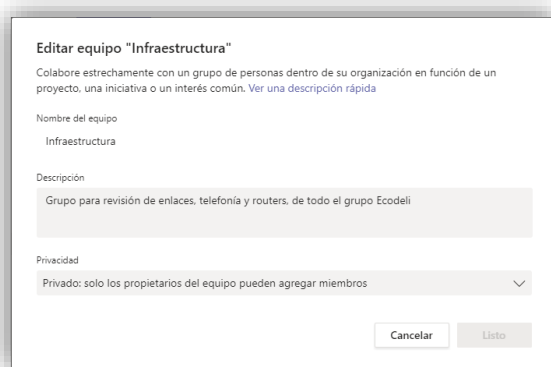 Editar equipo "Infraestructura"
Colabore estrechamente con un grupo de personas dentro de su organización en función de un
proyecto, una iniciativa o un interés común. Ver una descripción rápida
Nombre del equipo
Infraestructura
Descripción
Grupo para revisión de enlaces, telefonía y routers, de todo el grupo Ecodeli
Privacidad
Privado: solo los propietarios del equipo pueden agregar miembros
Cancelar
Listo